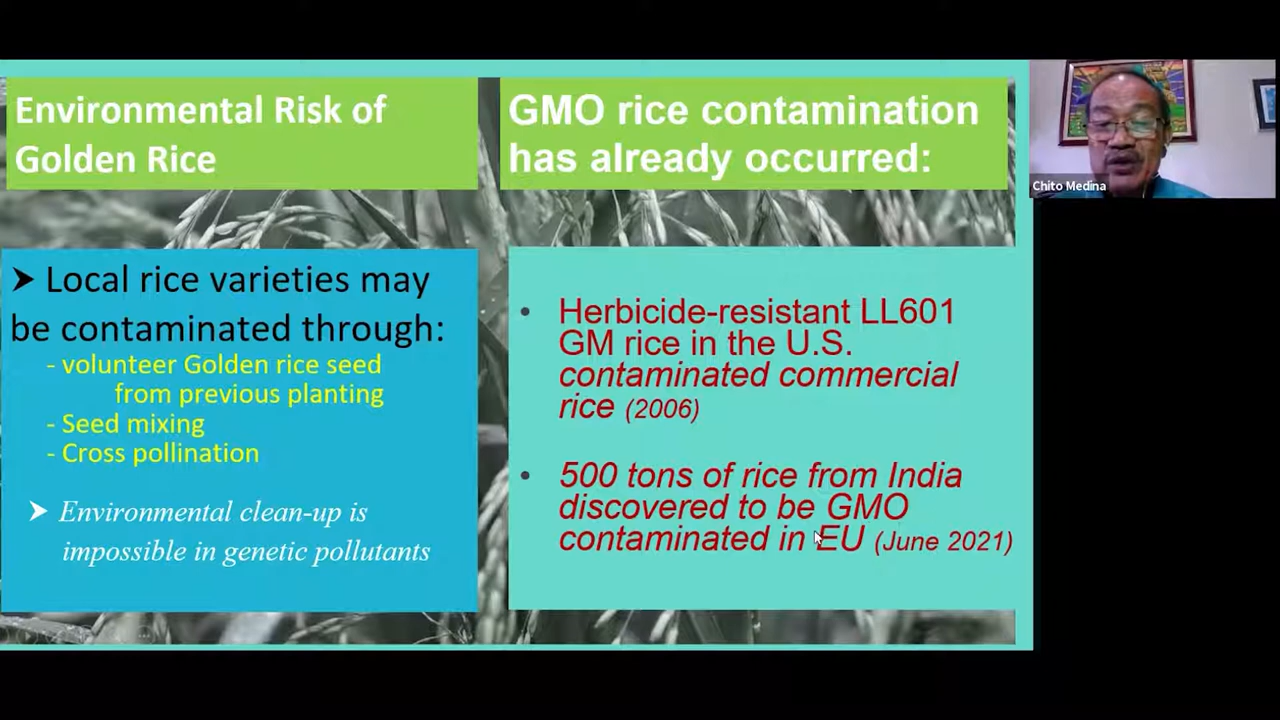 Environmental Risk of
Golden Rice
➤ Local rice varieties may
be contaminated through:
- volunteer Golden rice seed
from previous planting
- Seed mixing
- Cross pollination
➤ Environmental clean-up is
impossible in genetic pollutants
GMO rice contamination
has already occurred:
• Herbicide-resistant LL601
GM rice in the U.S.
contaminated commercial
rice (2006)
• 500 tons of rice from India
discovered to be GMO
contaminated in EU (June 2021)
Chito Medina